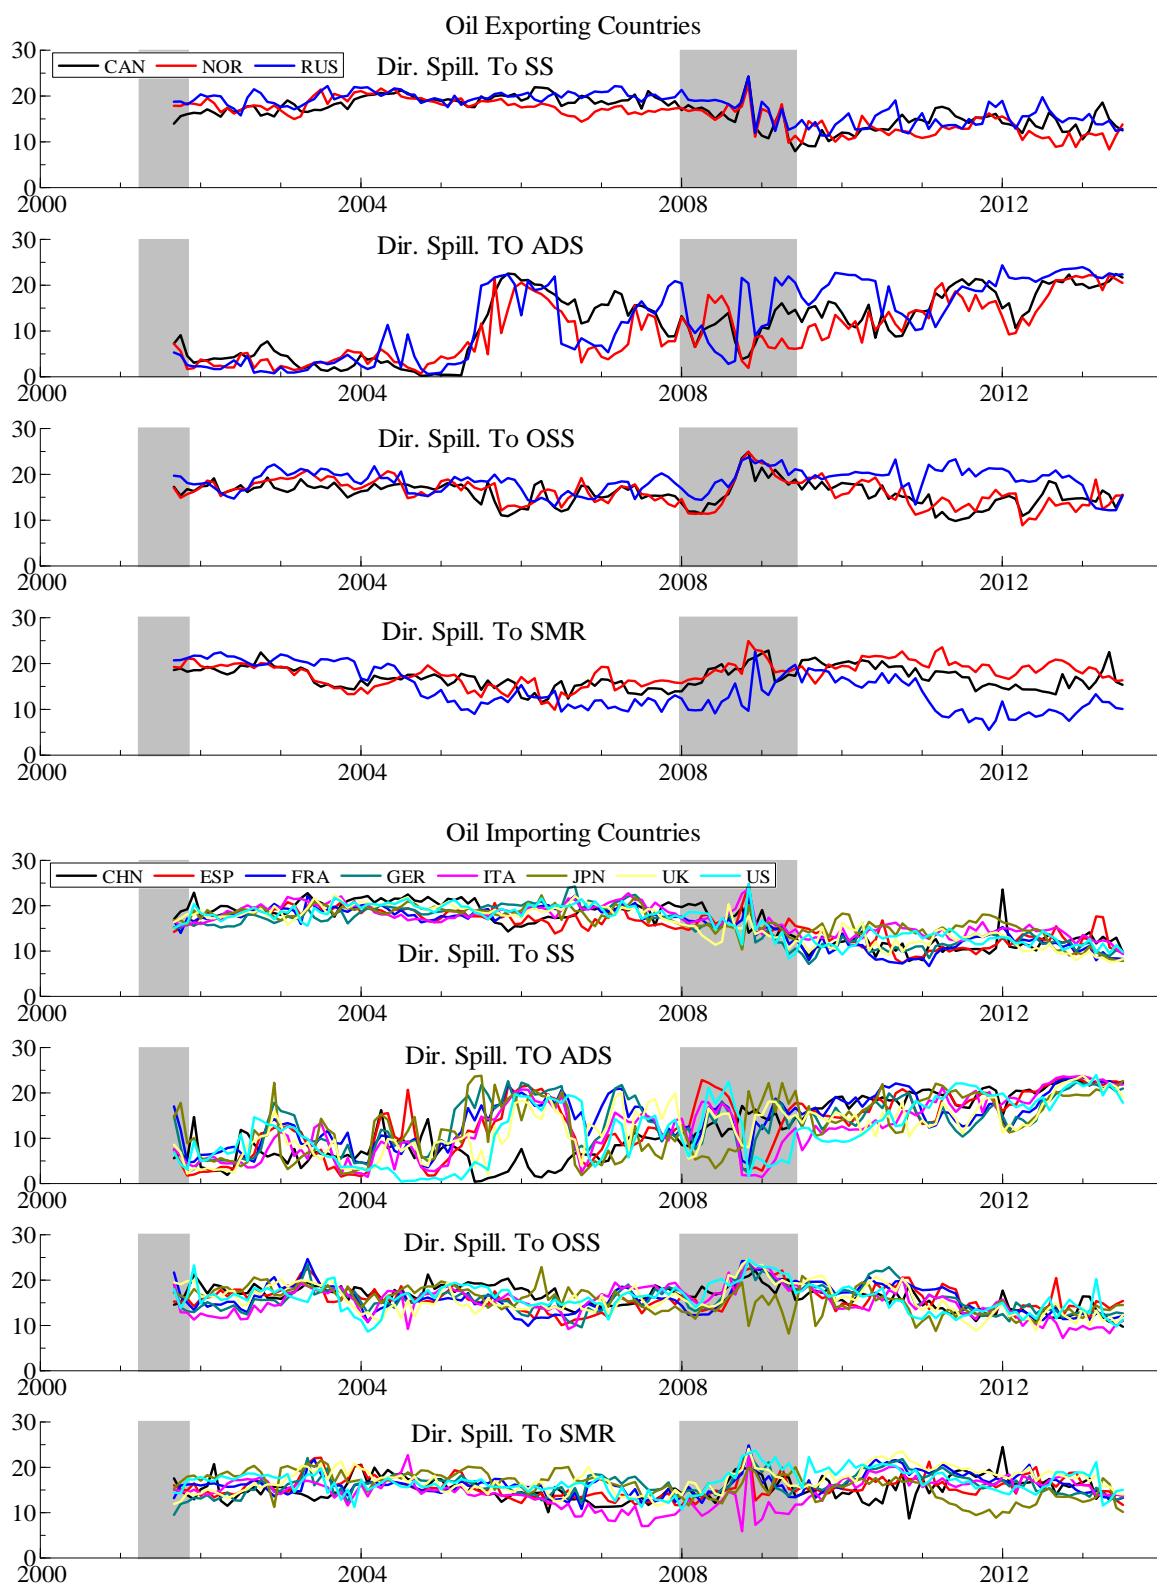 Oil Exporting Countries
30
CAN NOR RUS
Dir. Spill. To SS
20
10
0
2000 2004 2008 2012
30
Dir. Spill. TO ADS
20
10
0
2000 2004 2008 2012
30
Dir. Spill. To OSS
20
10
0
2000 2004 2008 2012
30
Dir. Spill. To SMR
20
10
0
2000 2004 2008 2012
Oil Importing Countries
30
CHN ESP FRA GER ITA JPN UK US
20
Dir. Spill. To SS
10
0
2000 2004 2008 2012
30
Dir. Spill. TO ADS
20
10
0
2000 2004 2008 2012
30
Dir. Spill. To OSS
20
10
0
2000 2004 2008 2012
30
Dir. Spill. To SMR
20
10
0
2000 2004 2008 2012